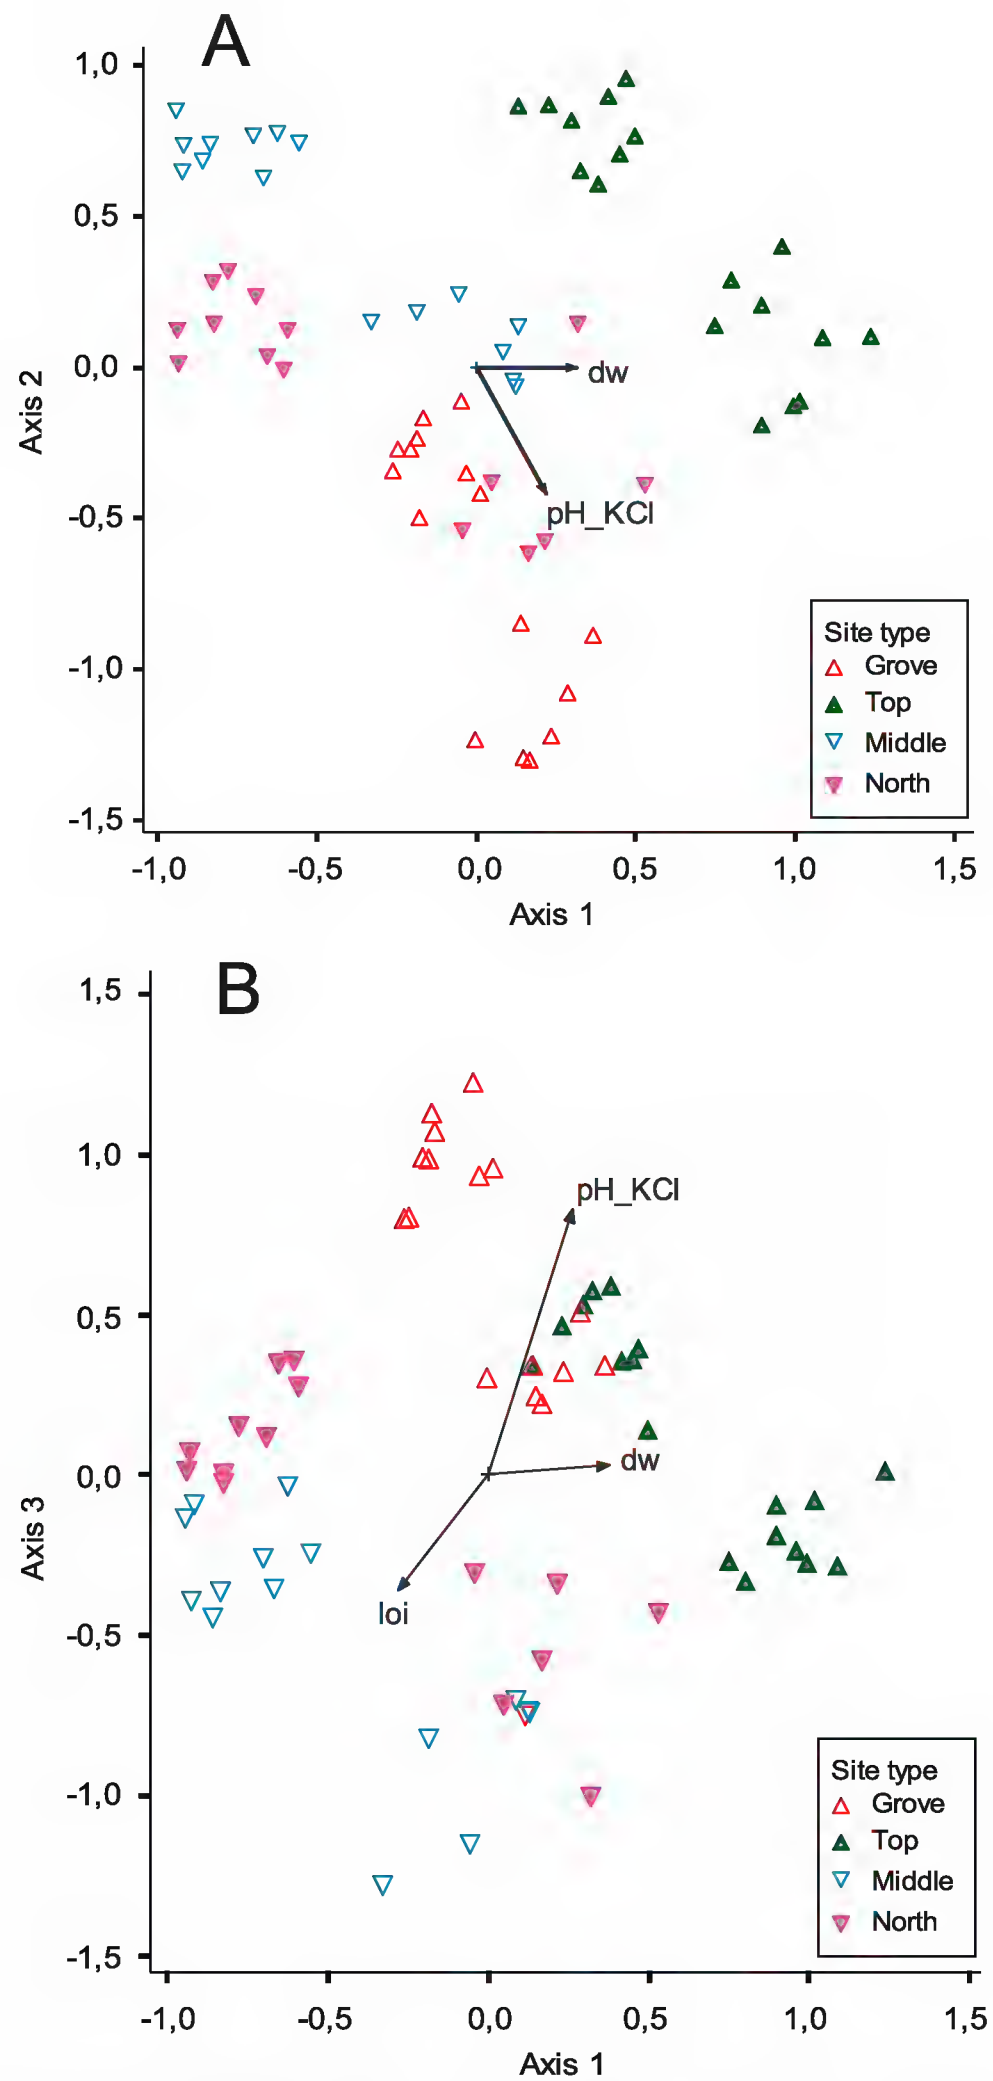 A
1,0
0,5
0,0
-0,5
-1,0
-1,5
Axis 2
dw
pH_KCl
Site type
Grove
Top
Middle
North
-1,0 -0,5 0,0 0,5 1,0 1,5
Axis 1
B
1,5
1,0
0,5
0,0
-0,5
-1,0
-1,5
Axis 3
pH_KCl
dw
loi
Site type
Grove
Top
Middle
North
-1,0 -0,5 0,0 0,5 1,0 1,5
Axis 1